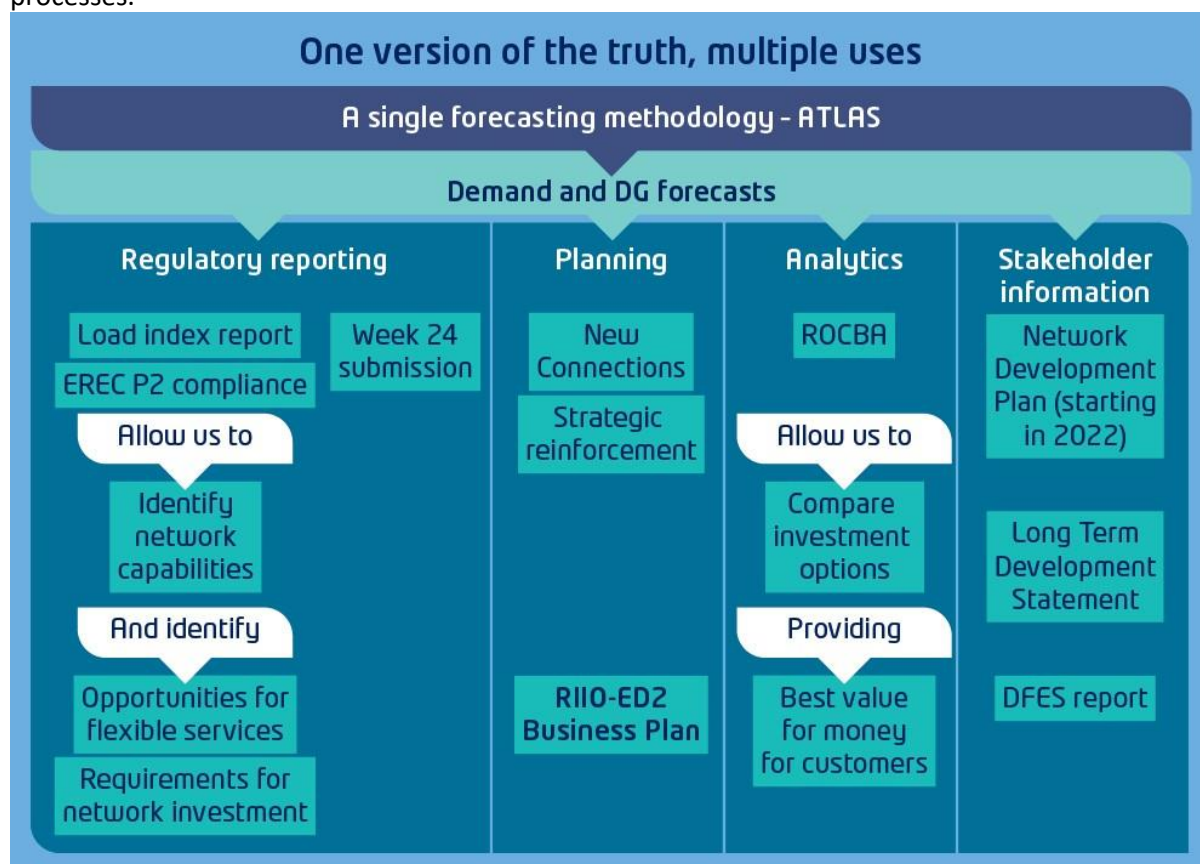 processes.
One version of the truth, multiple uses
A single forecasting methodology - ATLAS
Demand and DG forecasts
Regulatory reporting
Load index report
EREC P2 compliance
Week 24
submission
Allow us to
Identify
network
capabilities
And identify
Opportunities for
flexible services
Requirements for
network investment
Planning
New
Connections
Strategic
reinforcement
RIIO-ED2
Business Plan
Analytics
ROCBA
Allow us to
Compare
investment
options
Providing
Best value
for money
for customers
Stakeholder
information
Network
Development
Plan (starting
in 2022)
Long Term
Development
Statement
DFES report